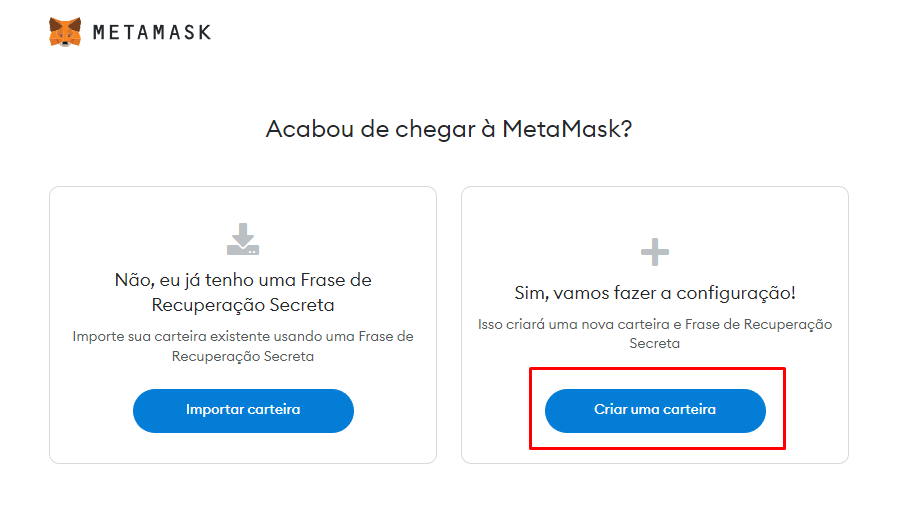 METAMASK
Acabou de chegar à MetaMask?
Não, eu já tenho uma Frase de
Recuperação Secreta
Importe sua carteira existente usando uma Frase de
Recuperação Secreta
Importar carteira
Sim, vamos fazer a configuração!
Isso criará uma nova carteira e Frase de Recuperação
Secreta
Criar uma carteira